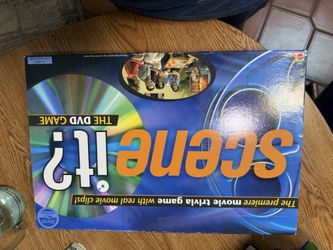 The premiere movie trivia game with real movie clips!
scene
it?
THE DVD GAME